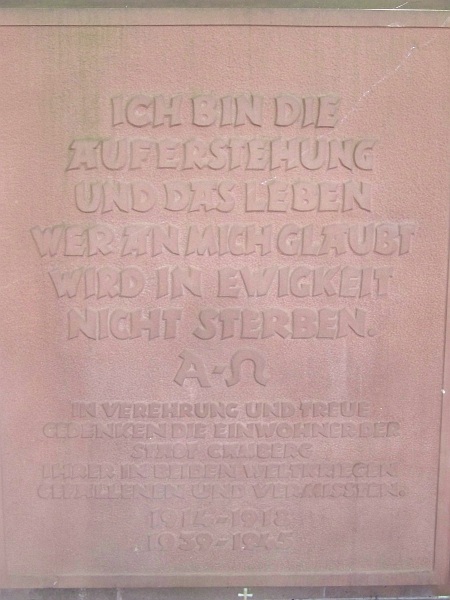 ICH BIN DIE
AUFERSTEHUNG
UND DAS LEBEN
WER AN MICH GLAUBT
WIRD IN EWIGKEIT
NICHT STERBEN.
A-Ω
IN VEREHRUNG UND TREUE
GEDENKEN DIE EINWOHNER DER
STADT
IHRER IN BEIDEN WELTKRIEGEN
GEFALLENEN UND VERMISSTEN.
1914-1918
1939-1945